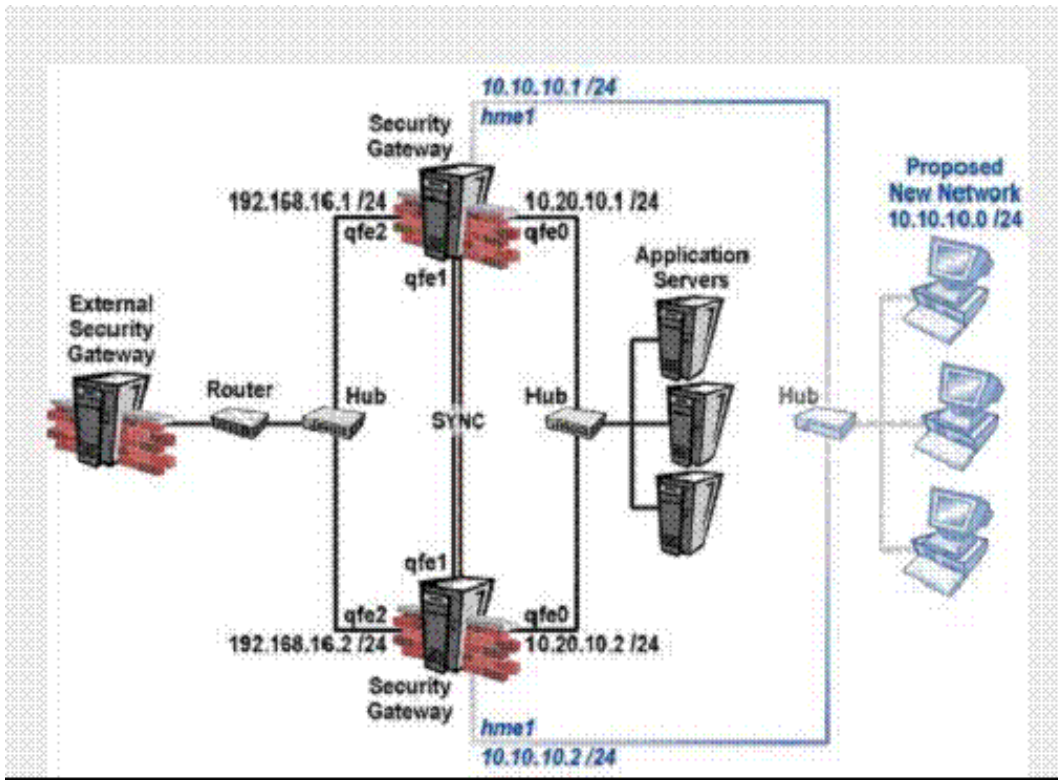 10.10.10.1 /24
hme1
Security
Gateway
192.168.16.1 /24
qfe2
10.20.10.1 /24
qfe0
qfe1
Proposed
New Network
10.10.10.0 /24
Application
Servers
External
Security
Gateway
Router
Hub
SYNC
Hub
Hub
qfe1
qfe2
192.168.16.2 /24
qfe0
10.20.10.2 /24
Security
Gateway
hme1
10.10.10.2 /24